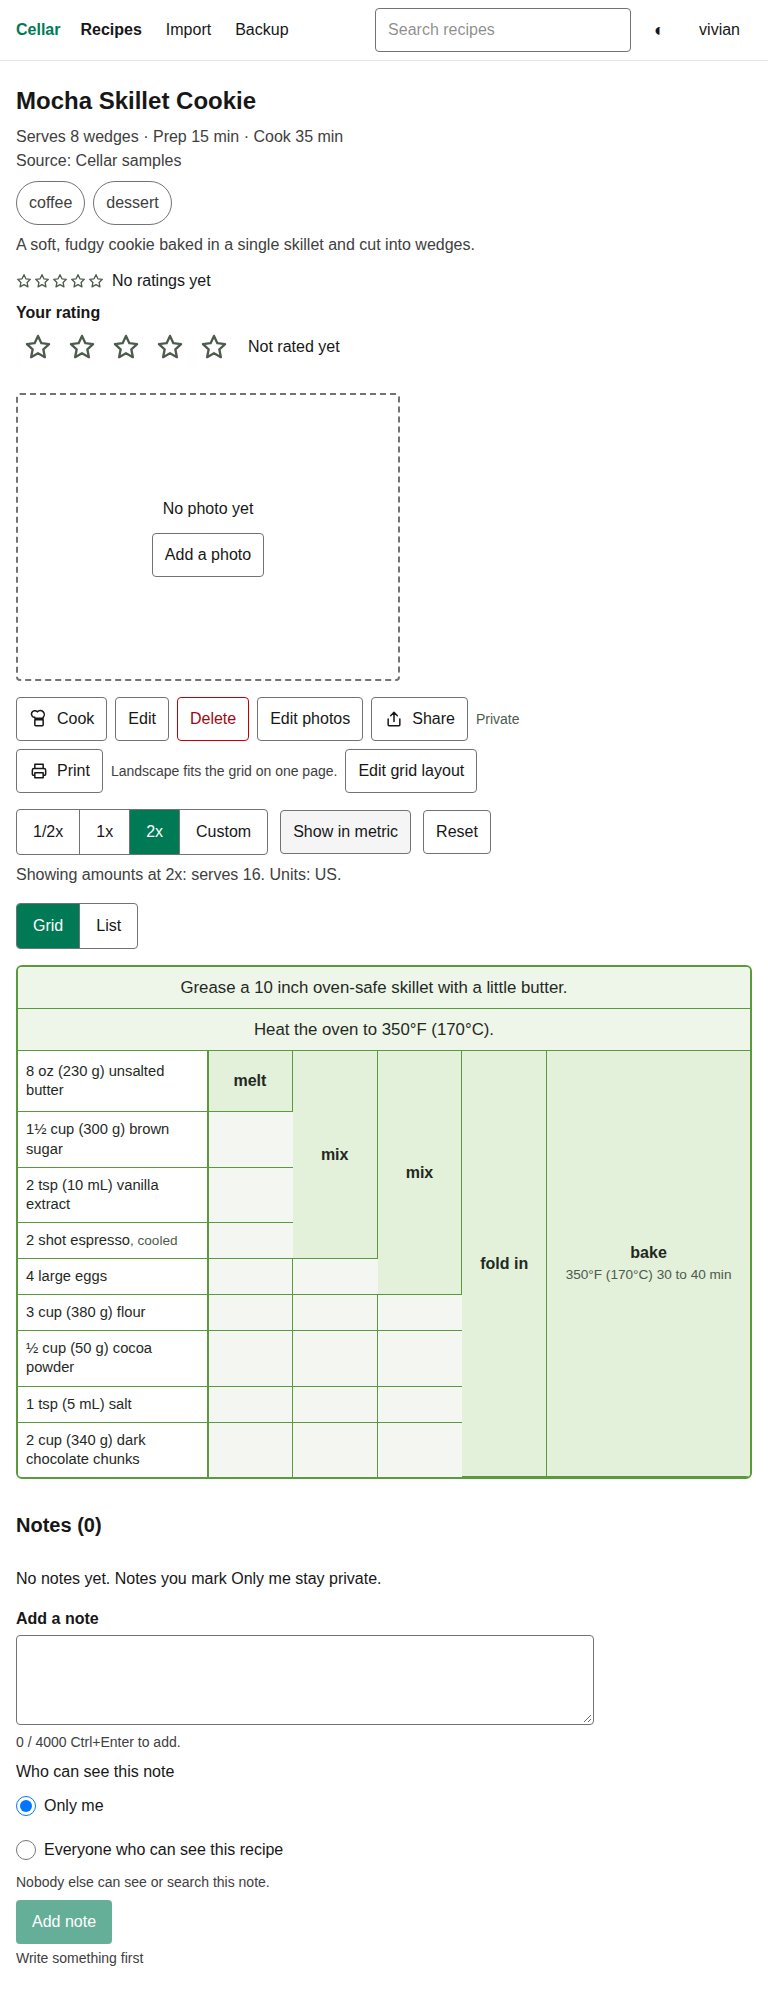 Cellar Recipes Import Backup Search recipes vivian
Mocha Skillet Cookie
Serves 8 wedges · Prep 15 min · Cook 35 min
Source: Cellar samples
coffee dessert
A soft, fudgy cookie baked in a single skillet and cut into wedges.
No ratings yet
Your rating
Not rated yet
No photo yet
Add a photo
Cook Edit Delete Edit photos Share Private
Print Landscape fits the grid on one page. Edit grid layout
1/2x 1x 2x Custom Show in metric Reset
Showing amounts at 2x: serves 16. Units: US.
Grid List
Grease a 10 inch oven-safe skillet with a little butter.
Heat the oven to 350°F (170°C).
8 oz (230 g) unsalted
butter
melt
1½ cup (300 g) brown
sugar
mix
mix
2 tsp (10 mL) vanilla
extract
2 shot espresso, cooled
fold in
bake
350°F (170°C) 30 to 40 min
4 large eggs
3 cup (380 g) flour
½ cup (50 g) cocoa
powder
1 tsp (5 mL) salt
2 cup (340 g) dark
chocolate chunks
Notes (0)
No notes yet. Notes you mark Only me stay private.
Add a note
0 / 4000 Ctrl+Enter to add.
Who can see this note
Only me
Everyone who can see this recipe
Nobody else can see or search this note.
Add note
Write something first